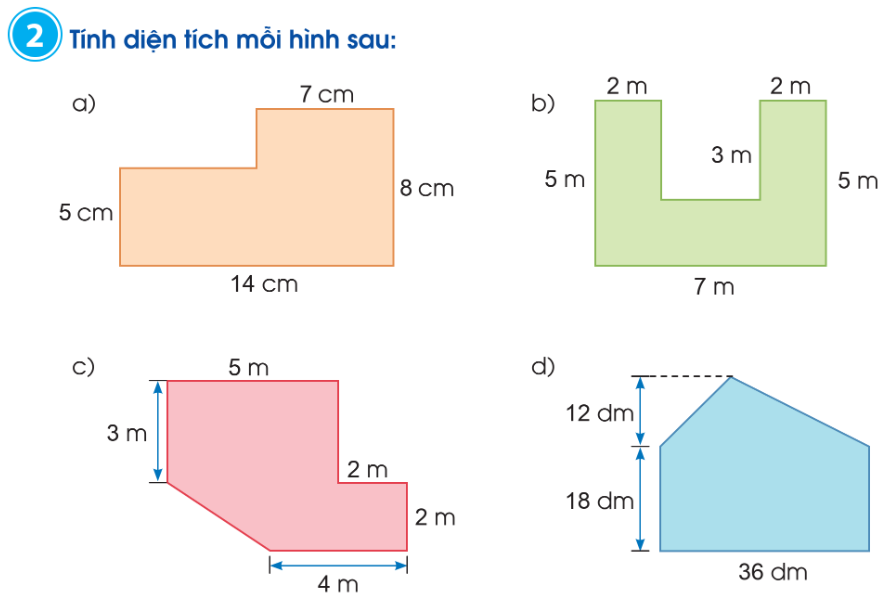 2 Tính diện tích mỗi hình sau:
a)
7 cm
5 cm
8 cm
14 cm
b)
2 m
2 m
3 m
5 m
5 m
7 m
c)
5 m
3 m
2 m
2 m
4 m
d)
12 dm
18 dm
36 dm